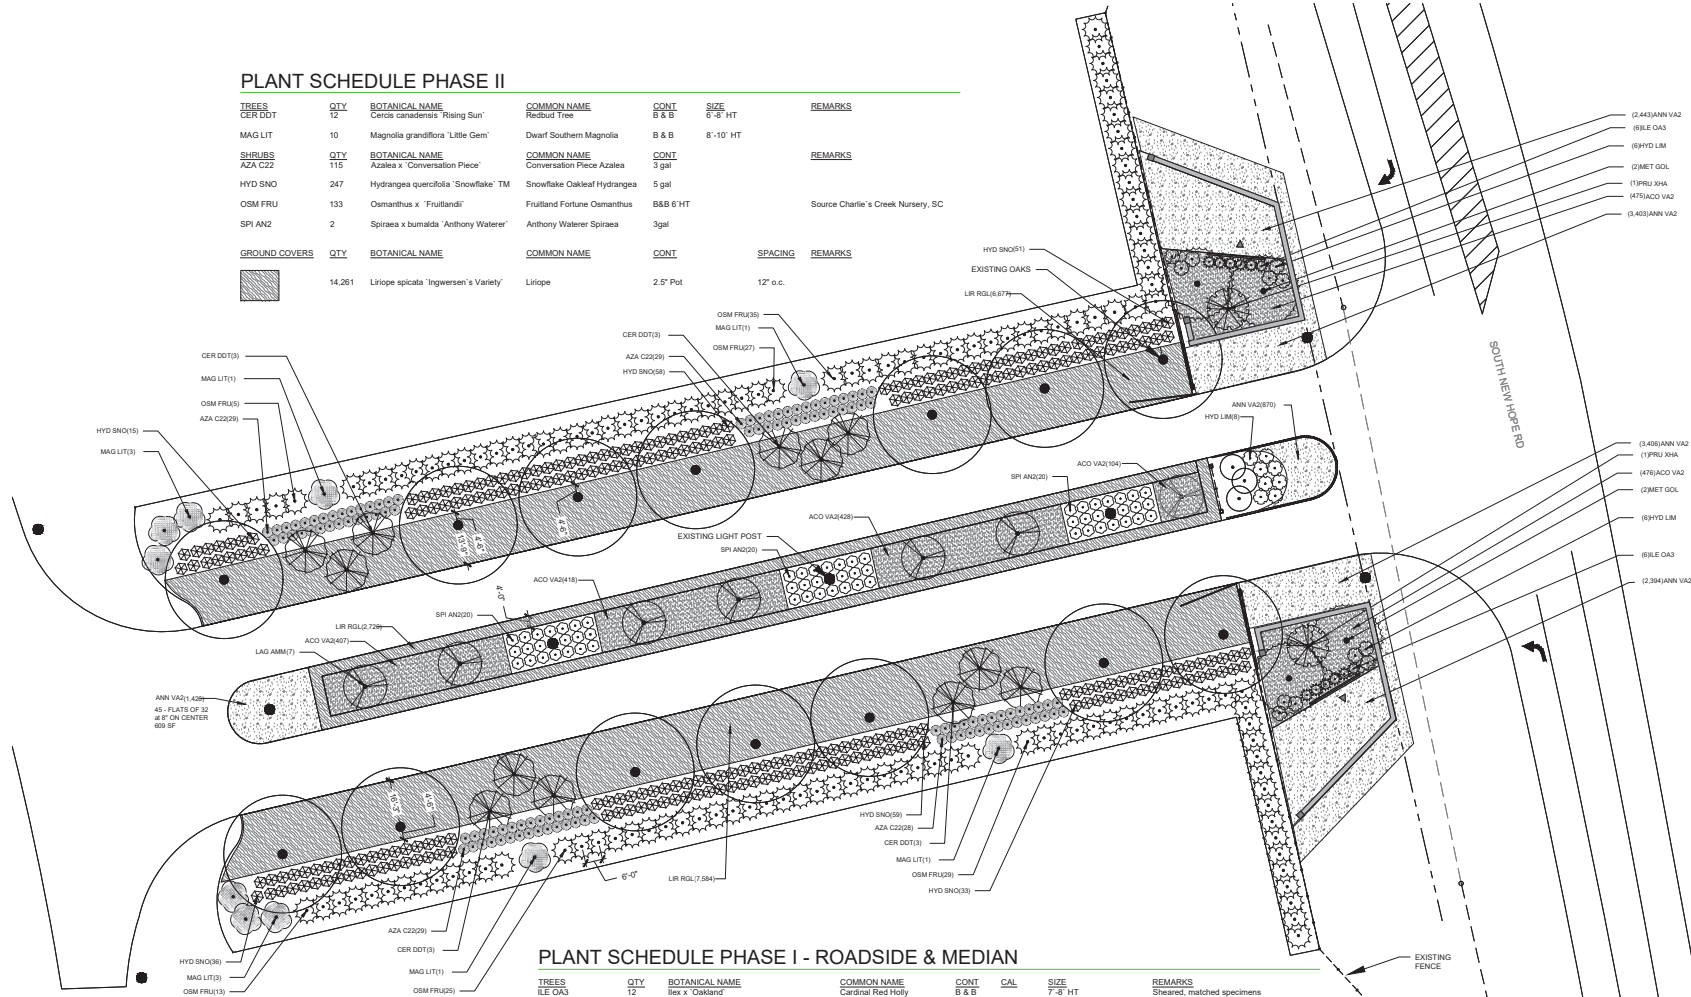 PLANT SCHEDULE PHASE II
TREES QTY BOTANICAL NAME COMMON NAME CONT SIZE REMARKS
CER DDT 12 Cercis canadensis `Rising Sun` Redbud Tree B & B 6`-8` HT
MAG LIT 10 Magnolia grandiflora `Little Gem` Dwarf Southern Magnolia B & B 8`-10` HT
SHRUBS QTY BOTANICAL NAME COMMON NAME CONT REMARKS
AZA C22 115 Azalea x `Conversation Piece` Conversation Piece Azalea 3 gal
HYD SNO 247 Hydrangea quercifolia `Snowflake` TM Snowflake Oakleaf Hydrangea 5 gal
OSM FRU 133 Osmanthus x `Fruitlandii` Fruitland Fortune Osmanthus B&B 6`HT Source Charlie`s Creek Nursery, SC
SPI AN2 2 Spiraea x bumalda `Anthony Waterer` Anthony Waterer Spiraea 3gal
GROUND COVERS QTY BOTANICAL NAME COMMON NAME CONT SPACING REMARKS
14,261 Liriope spicata `Ingwersen`s Variety` Liriope 2.5" Pot 12" o.c.
(2,443)ANN VA2
(6)ILE OA3
(6)HYD LIM
(2)MET GOL
(1)PRU XHA
(475)ACO VA2
(3,403)ANN VA2
HYD SNO(51)
EXISTING OAKS
LIR RGL(6,677)
OSM FRU(35)
MAG LIT(1)
OSM FRU(27)
CER DDT(3)
AZA C22(29)
HYD SNO(58)
CER DDT(3)
MAG LIT(1)
OSM FRU(5)
AZA C22(29)
HYD SNO(15)
MAG LIT(3)
SOUTH NEW HOPE RD
ANN VA2(870)
HYD LIM(8)
ACO VA2(104)
SPI AN2(20)
ACO VA2(428)
EXISTING LIGHT POST
SPI AN2(20)
ACO VA2(418)
SPI AN2(20)
LIR RGL(2,726)
ACO VA2(407)
LAG AMM(7)
ANN VA2(1,426)
45 - FLATS OF 32
at 8" ON CENTER
609 SF
4'-6"
13'-9"
4'-6"
4'-0"
(3,406)ANN VA2
(1)PRU XHA
(476)ACO VA2
(2)MET GOL
(6)HYD LIM
(6)ILE OA3
(2,394)ANN VA2
16'-3"
4'-6"
6'-0"
HYD SNO(59)
AZA C22(28)
CER DDT(3)
MAG LIT(1)
OSM FRU(29)
HYD SNO(33)
LIR RGL(7,584)
AZA C22(29)
CER DDT(3)
MAG LIT(1)
OSM FRU(25)
HYD SNO(36)
MAG LIT(3)
OSM FRU(13)
EXISTING
FENCE
PLANT SCHEDULE PHASE I - ROADSIDE & MEDIAN
TREES QTY BOTANICAL NAME COMMON NAME CONT CAL SIZE REMARKS
ILE OA3 12 Ilex x `Oakland` Cardinal Red Holly B & B 7`-8` HT Sheared, matched specimens